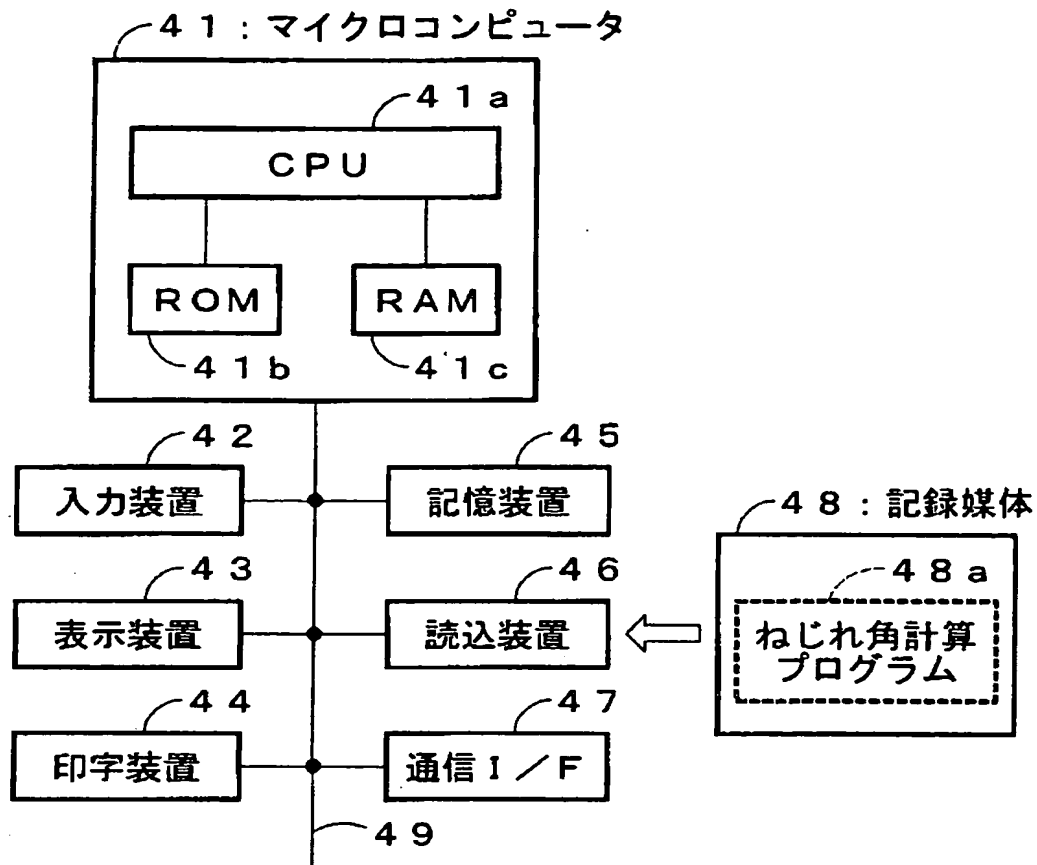 41：マイクロコンピュータ
41a
CPU
ROM
RAM
41b
41c
42
45
入力装置
記憶装置
48：記録媒体
43
46
48a
表示装置
読込装置
ねじれ角計算
プログラム
44
47
印字装置
通信I／F
49